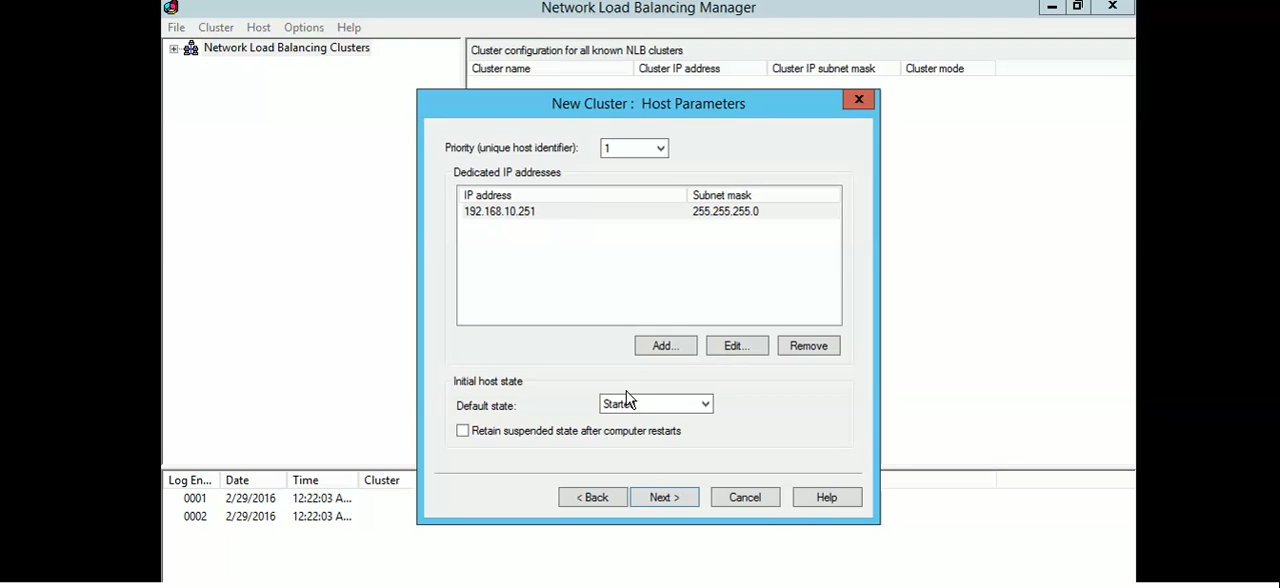 Network Load Balancing Manager
File Cluster Host Options Help
Network Load Balancing Clusters
Cluster configuration for all known NLB clusters
Cluster name Cluster IP address Cluster IP subnet mask Cluster mode
New Cluster : Host Parameters
Priority (unique host identifier): 1
Dedicated IP addresses
IP address Subnet mask
192.168.10.251 255.255.255.0
Add... Edit... Remove
Initial host state
Default state:
Retain suspended state after computer restarts
< Back Next > Cancel Help
Log En... Date Time Cluster
0001 2/29/2016 12:22:03 A...
0002 2/29/2016 12:22:03 A...